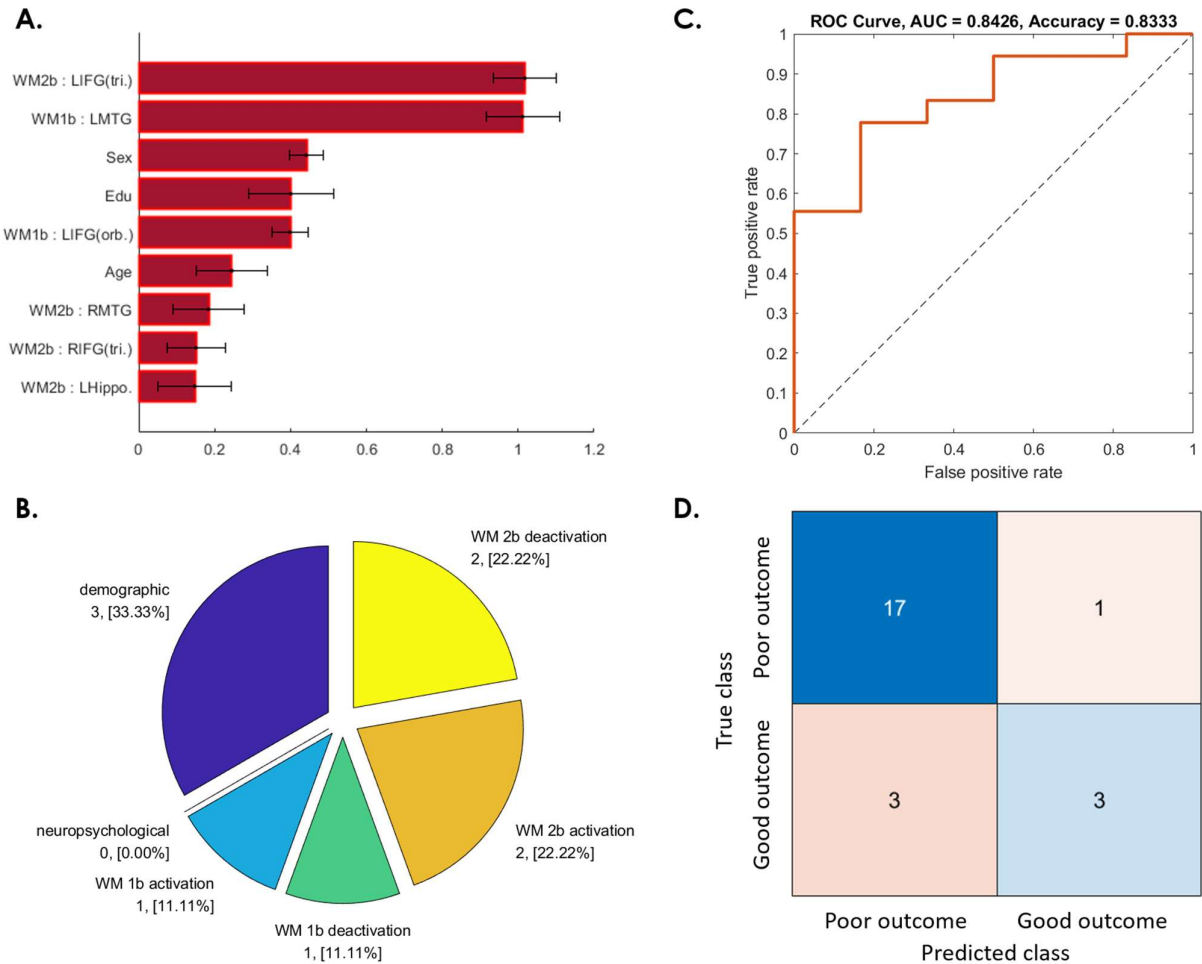 A.
WM2b : LIFG(tri.)
WM1b : LMTG
Sex
Edu
WM1b : LIFG(orb.)
Age
WM2b : RMTG
WM2b : RIFG(tri.)
WM2b : LHippo.
0 0.2 0.4 0.6 0.8 1 1.2
B.
WM 2b deactivation
2, [22.22%]
demographic
3, [33.33%]
neuropsychological
0, [0.00%]
WM 2b activation
2, [22.22%]
WM 1b activation
1, [11.11%]
WM 1b deactivation
1, [11.11%]
C.
ROC Curve, AUC = 0.8426, Accuracy = 0.8333
True positive rate
1
0.9
0.8
0.7
0.6
0.5
0.4
0.3
0.2
0.1
0
0 0.2 0.4 0.6 0.8 1
False positive rate
D.
True class
Poor outcome
Good outcome
17 1
3 3
Poor outcome Good outcome
Predicted class